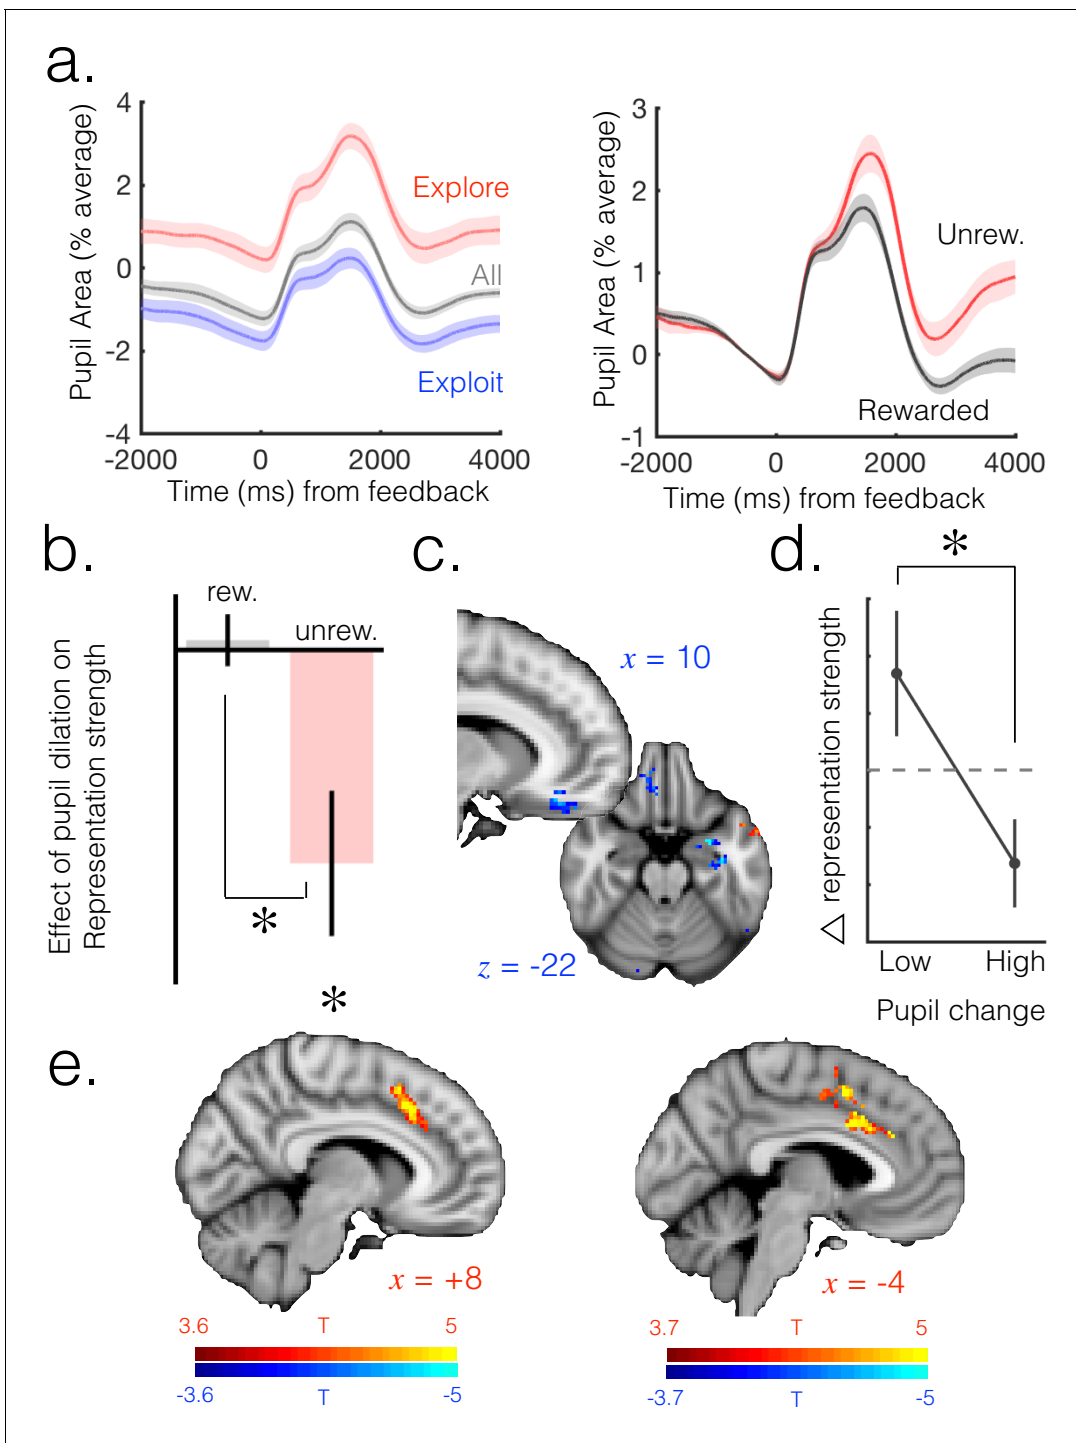 a.
Pupil Area (% average)
4
2
0
-2
-4
Explore
All
Exploit
-2000 0 2000 4000
Time (ms) from feedback
Pupil Area (% average)
3
2
1
0
-1
Unrew.
Rewarded
-2000 0 2000 4000
Time (ms) from feedback
b.
Effect of pupil dilation on
Representation strength
rew.
unrew.
*
*
c.
x = 10
z = -22
d.
*
△ representation strength
Low High
Pupil change
e.
x = +8
3.6 T 5
-3.6 T -5
x = -4
3.7 T 5
-3.7 T -5